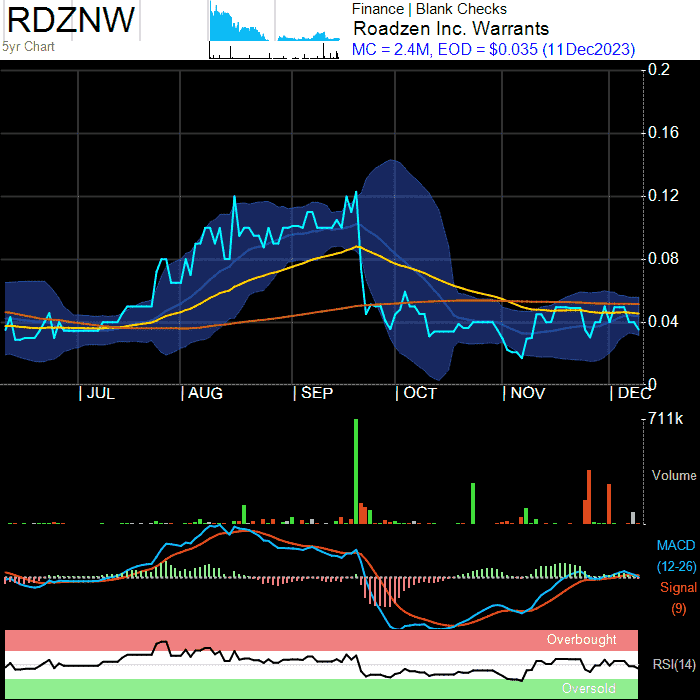 RDZNW
5yr Chart
Finance | Blank Checks
Roadzen Inc. Warrants
MC = 2.4M, EOD = $0.035 (11Dec2023)
0.2
0.16
0.12
0.08
0.04
0
JUL AUG SEP OCT NOV DEC
711k
Volume
MACD
(12-26)
Signal
(9)
Overbought
RSI(14)
Oversold